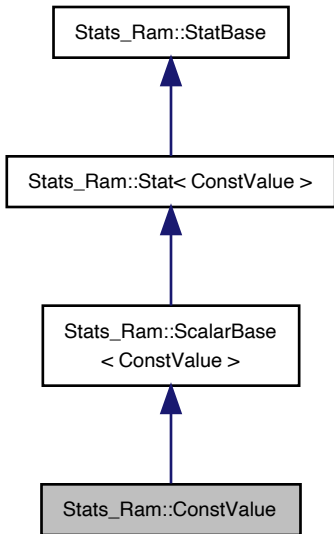 Stats_Ram::StatBase
Stats_Ram::Stat< ConstValue >
Stats_Ram::ScalarBase
< ConstValue >
Stats_Ram::ConstValue